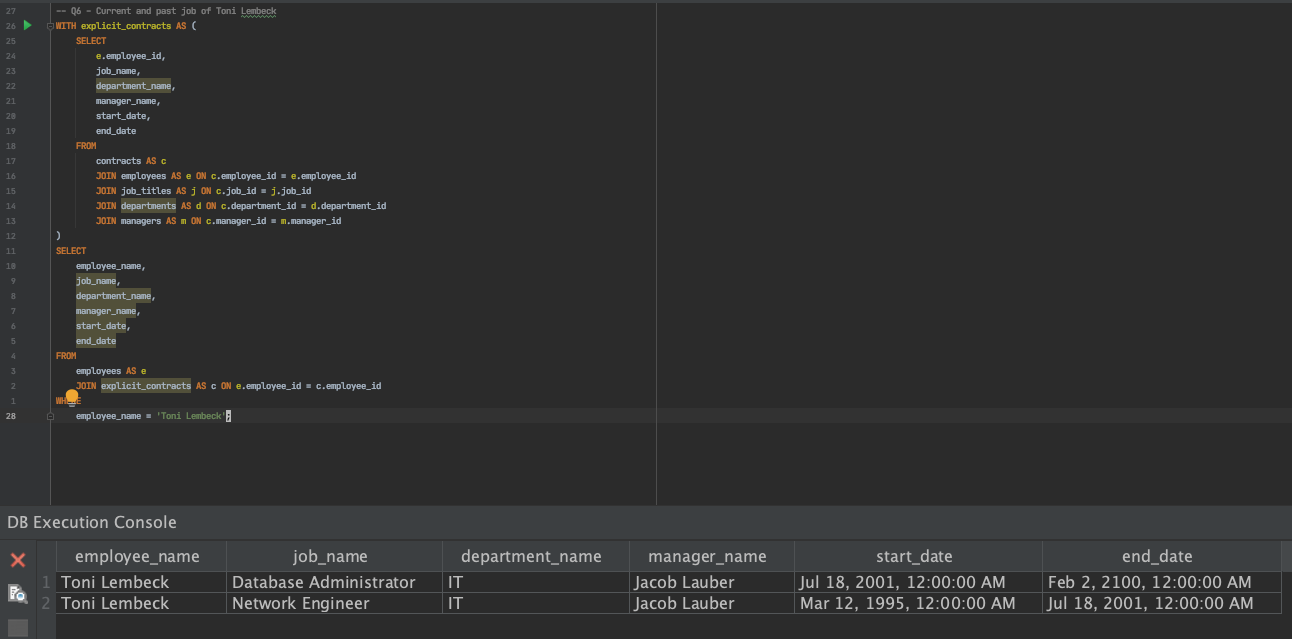 27 -- Q6 - Current and past job of Toni Lembeck
26 WITH explicit_contracts AS (
25 SELECT
24 e.employee_id,
23 job_name,
22 department_name,
21 manager_name,
20 start_date,
19 end_date
18 FROM
17 contracts AS c
16 JOIN employees AS e ON c.employee_id = e.employee_id
15 JOIN job_titles AS j ON c.job_id = j.job_id
14 JOIN departments AS d ON c.department_id = d.department_id
13 JOIN managers AS m ON c.manager_id = m.manager_id
12 )
11 SELECT
10 employee_name,
9 job_name,
8 department_name,
7 manager_name,
6 start_date,
5 end_date
4 FROM
3 employees AS e
2 JOIN explicit_contracts AS c ON e.employee_id = c.employee_id
1 WHERE
28 employee_name = 'Toni Lembeck';
DB Execution Console
employee_name job_name department_name manager_name start_date end_date
1 Toni Lembeck Database Administrator IT Jacob Lauber Jul 18, 2001, 12:00:00 AM Feb 2, 2100, 12:00:00 AM
2 Toni Lembeck Network Engineer IT Jacob Lauber Mar 12, 1995, 12:00:00 AM Jul 18, 2001, 12:00:00 AM